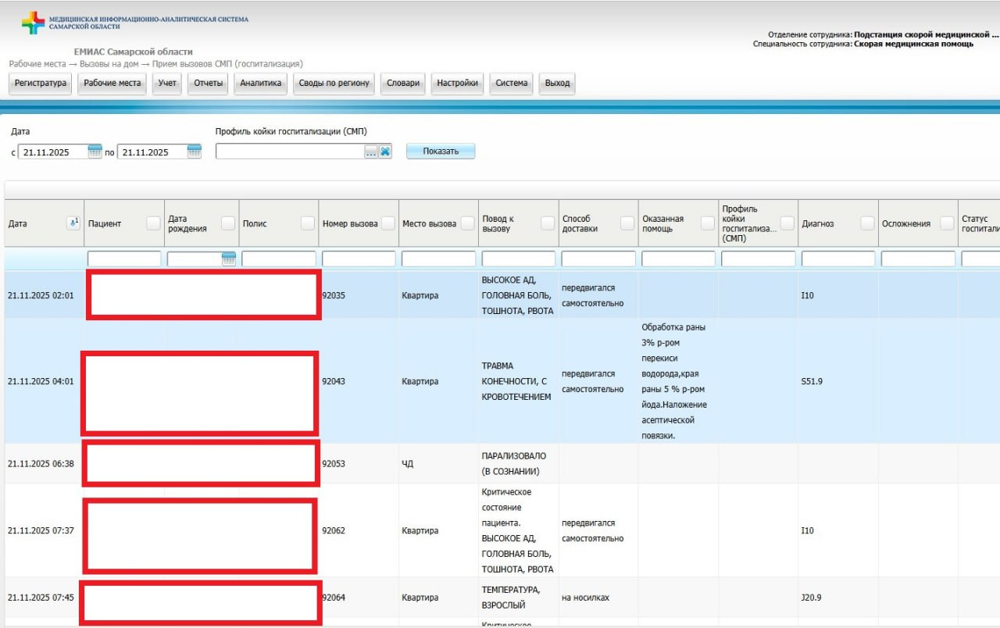 МЕДИЦИНСКАЯ ИНФОРМАЦИОННО-АНАЛИТИЧЕСКАЯ СИСТЕМА
САМАРСКОЙ ОБЛАСТИ
Отделение сотрудника: Подстанция скорой медицинской ...
Специальность сотрудника: Скорая медицинская помощь
ЕМИАС Самарской области
Рабочие места → Вызовы на дом → Прием вызовов СМП (госпитализация)
Регистратура Рабочие места Учет Отчеты Аналитика Своды по региону Словари Настройки Система Выход
Дата
Профиль койки госпитализации (СМП)
с 21.11.2025 по 21.11.2025 ... Показать
Дата 1
Пациент
Дата
рождения
Полис
Номер вызова
Место вызова
Повод к
вызову
Способ
доставки
Оказанная
помощь
Профиль
койки
госпитализа...
(СМП)
Диагноз
Осложнения
Статус
госпитали
21.11.2025 02:01
92035
Квартира
ВЫСОКОЕ АД,
ГОЛОВНАЯ БОЛЬ,
ТОШНОТА, РВОТА
передвигался
самостоятельно
I10
21.11.2025 04:01
92043
Квартира
ТРАВМА
КОНЕЧНОСТИ, С
КРОВОТЕЧЕНИЕМ
передвигался
самостоятельно
Обработка раны
3% р-ром
перекиси
водорода,края
раны 5 % р-ром
йода.Наложение
асептической
повязки.
S51.9
21.11.2025 06:38
92053
ЧД
ПАРАЛИЗОВАЛО
(В СОЗНАНИИ)
21.11.2025 07:37
92062
Квартира
Критическое
состояние
пациента.
ВЫСОКОЕ АД,
ГОЛОВНАЯ БОЛЬ,
ТОШНОТА, РВОТА
передвигался
самостоятельно
I10
21.11.2025 07:45
92064
Квартира
ТЕМПЕРАТУРА,
ВЗРОСЛЫЙ
на носилках
J20.9
Критическое